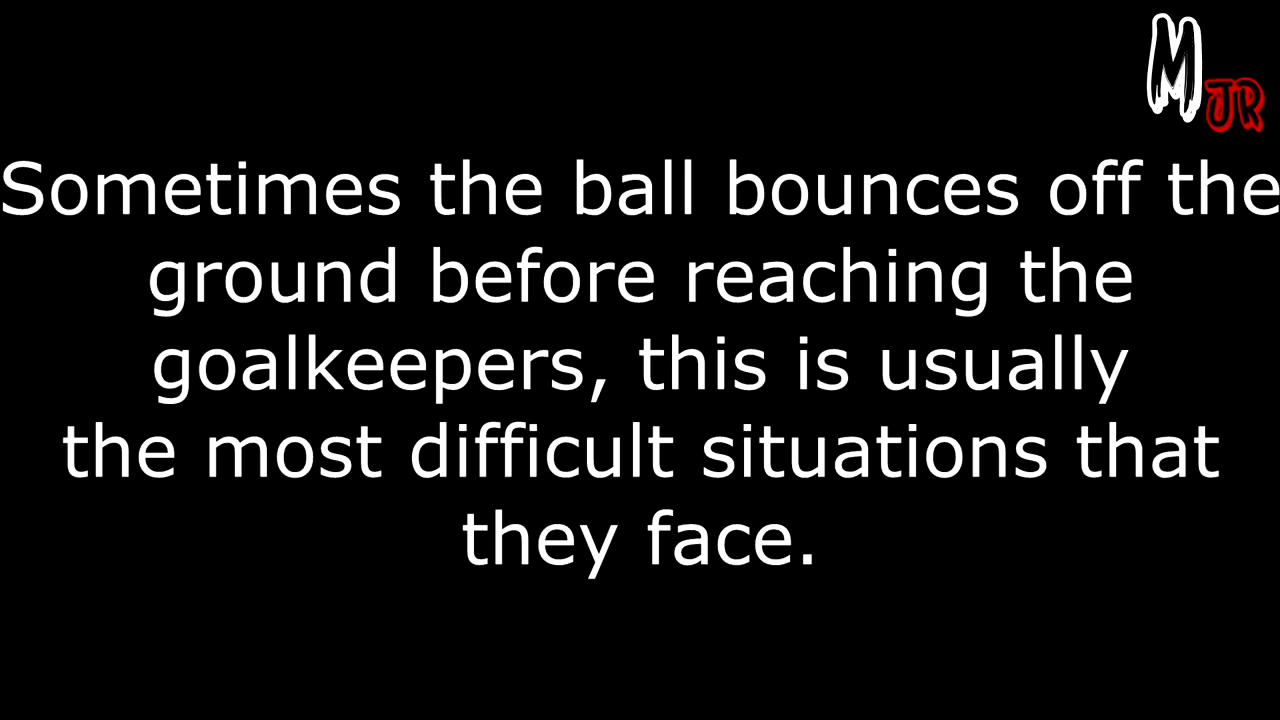 M
JR
Sometimes the ball bounces off the
ground before reaching the
goalkeepers, this is usually
the most difficult situations that
they face.